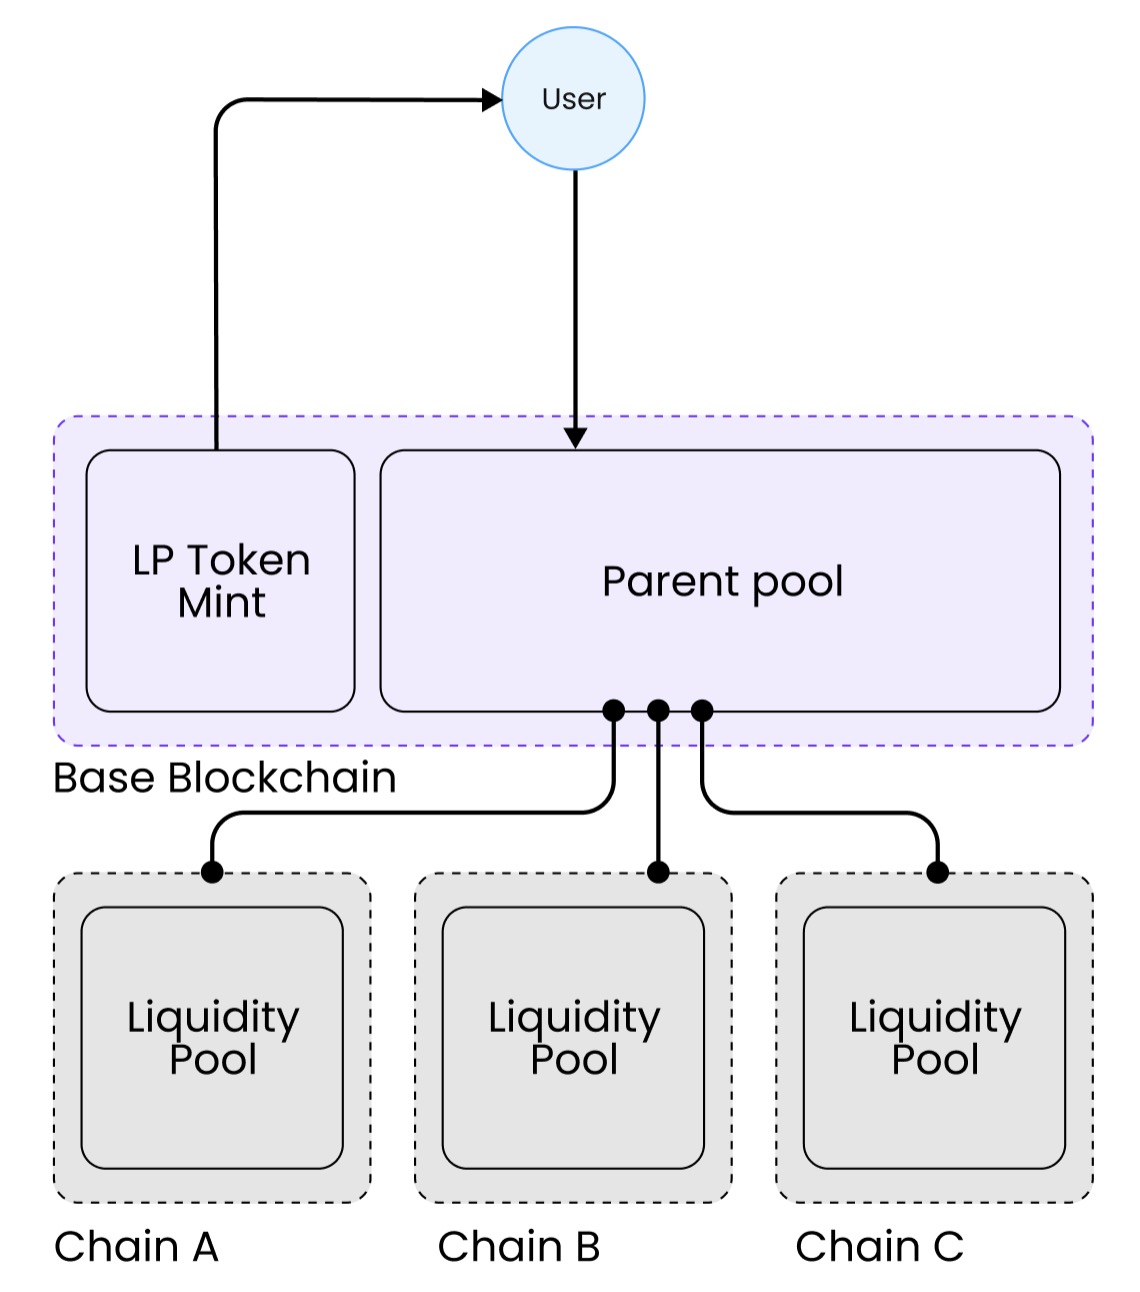 User
LP Token
Mint
Parent pool
Base Blockchain
Liquidity
Pool
Liquidity
Pool
Liquidity
Pool
Chain A
Chain B
Chain C